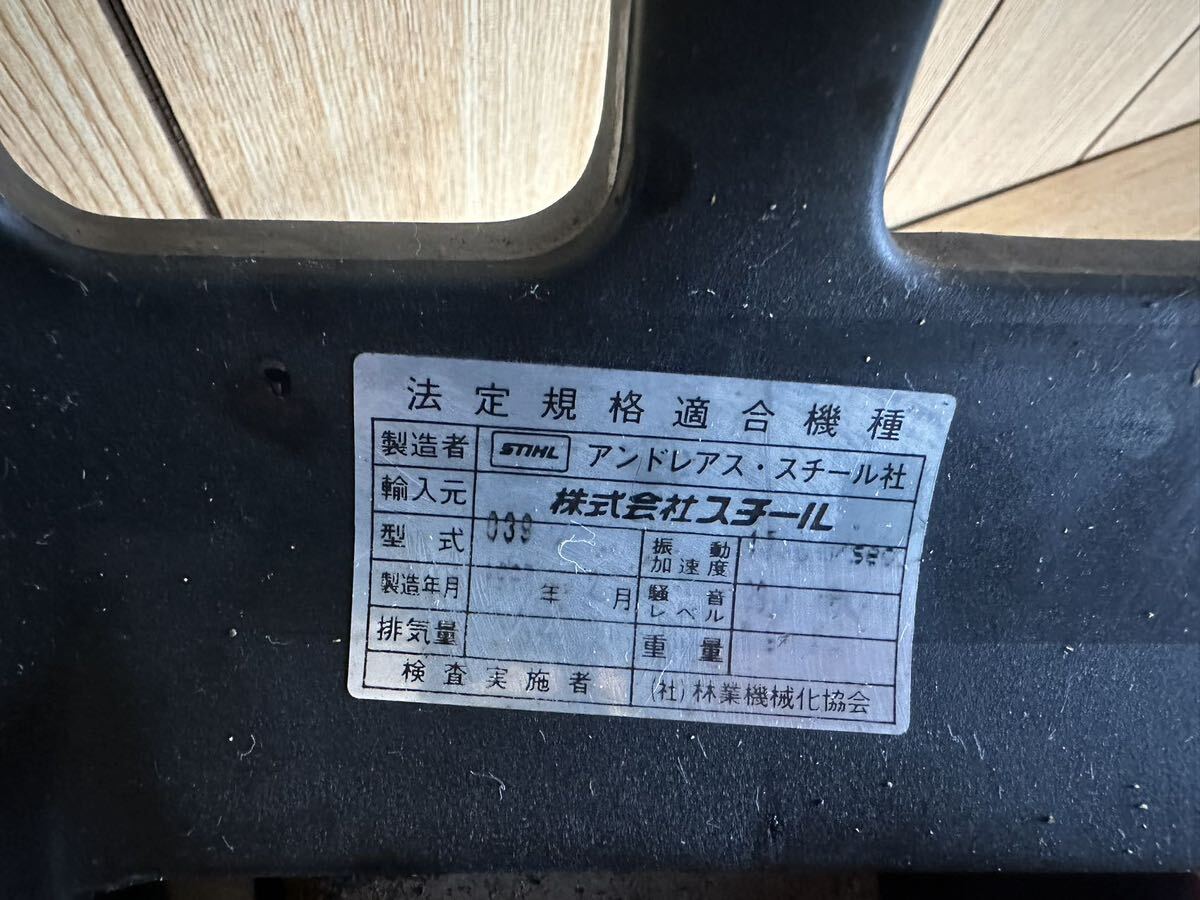 法定規格適合機種
製造者 STIHL アンドレアス・スチール社
輸入元 株式会社スチール
型式 039 振動加速度
製造年月 年 月 騒音レベル
排気量 重量
検査実施者 (社)林業機械化協会